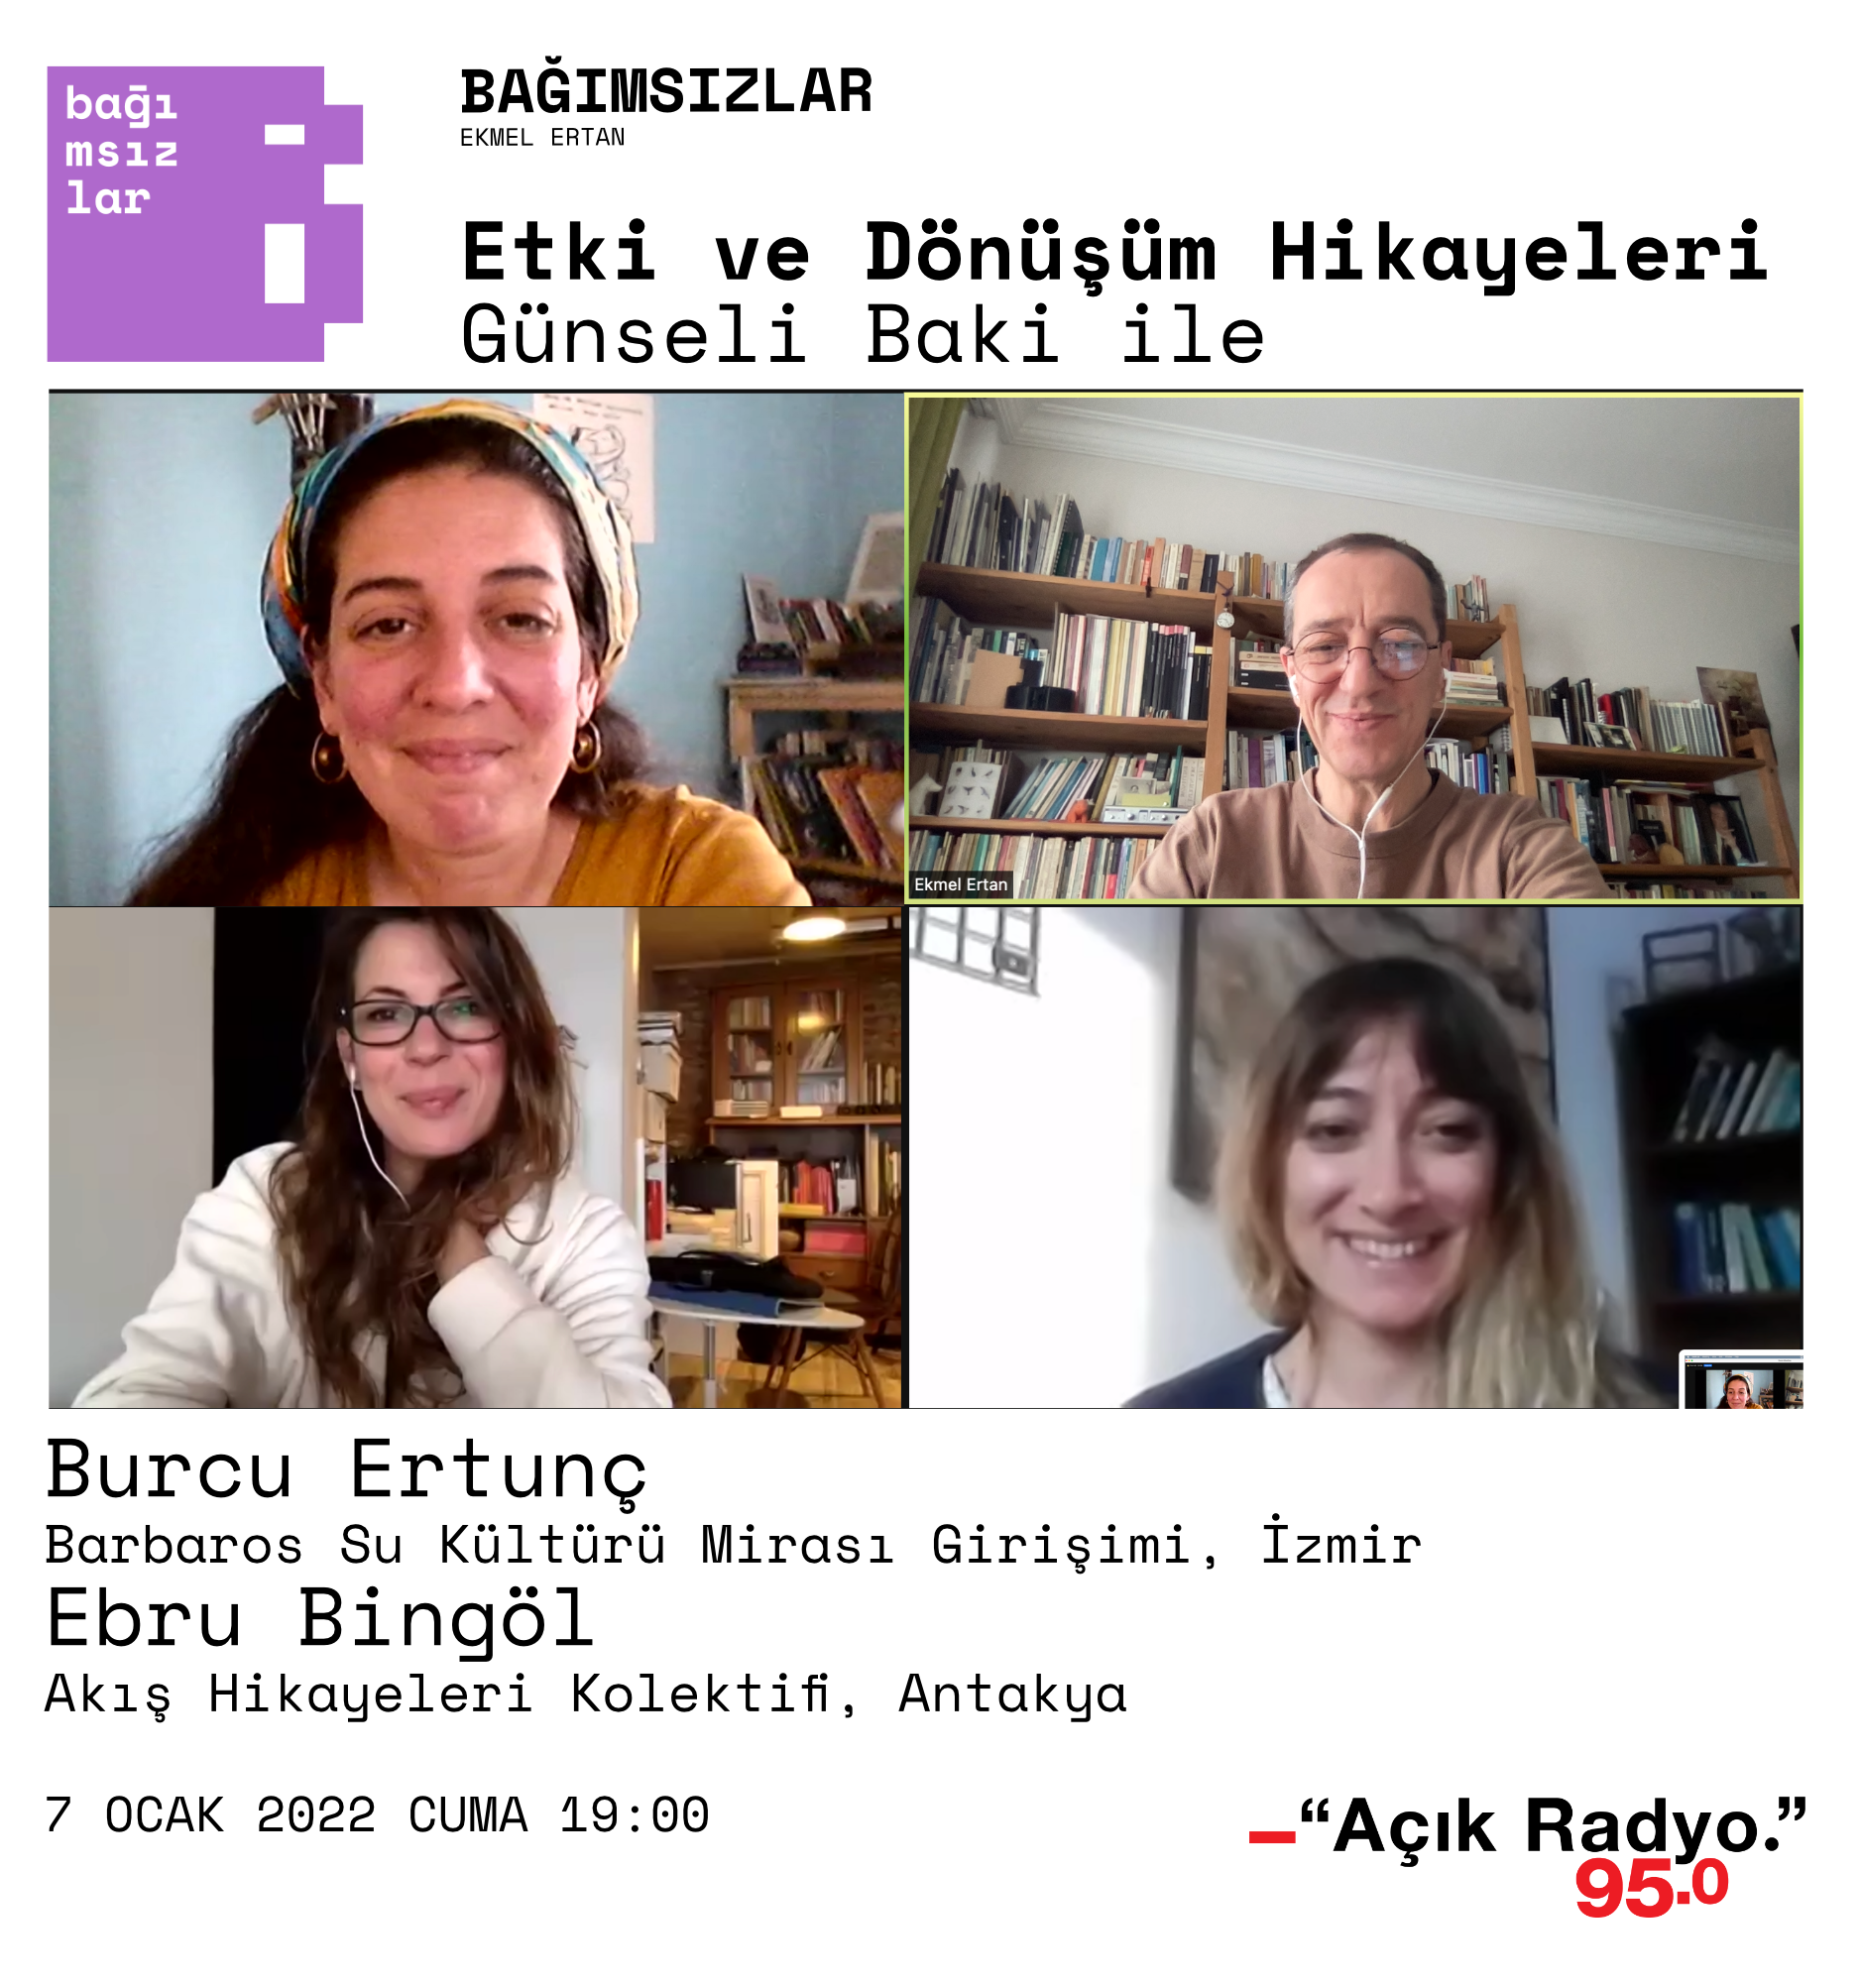 bağı
msız
lar
BAĞIMSIZLAR
EKMEL ERTAN
Etki ve Dönüşüm Hikayeleri
Günseli Baki ile
Ekmel Ertan
Burcu Ertunç
Barbaros Su Kültürü Mirası Girişimi, İzmir
Ebru Bingöl
Akış Hikayeleri Kolektifi, Antakya
7 OCAK 2022 CUMA 19:00
“Açık Radyo.”
95.0